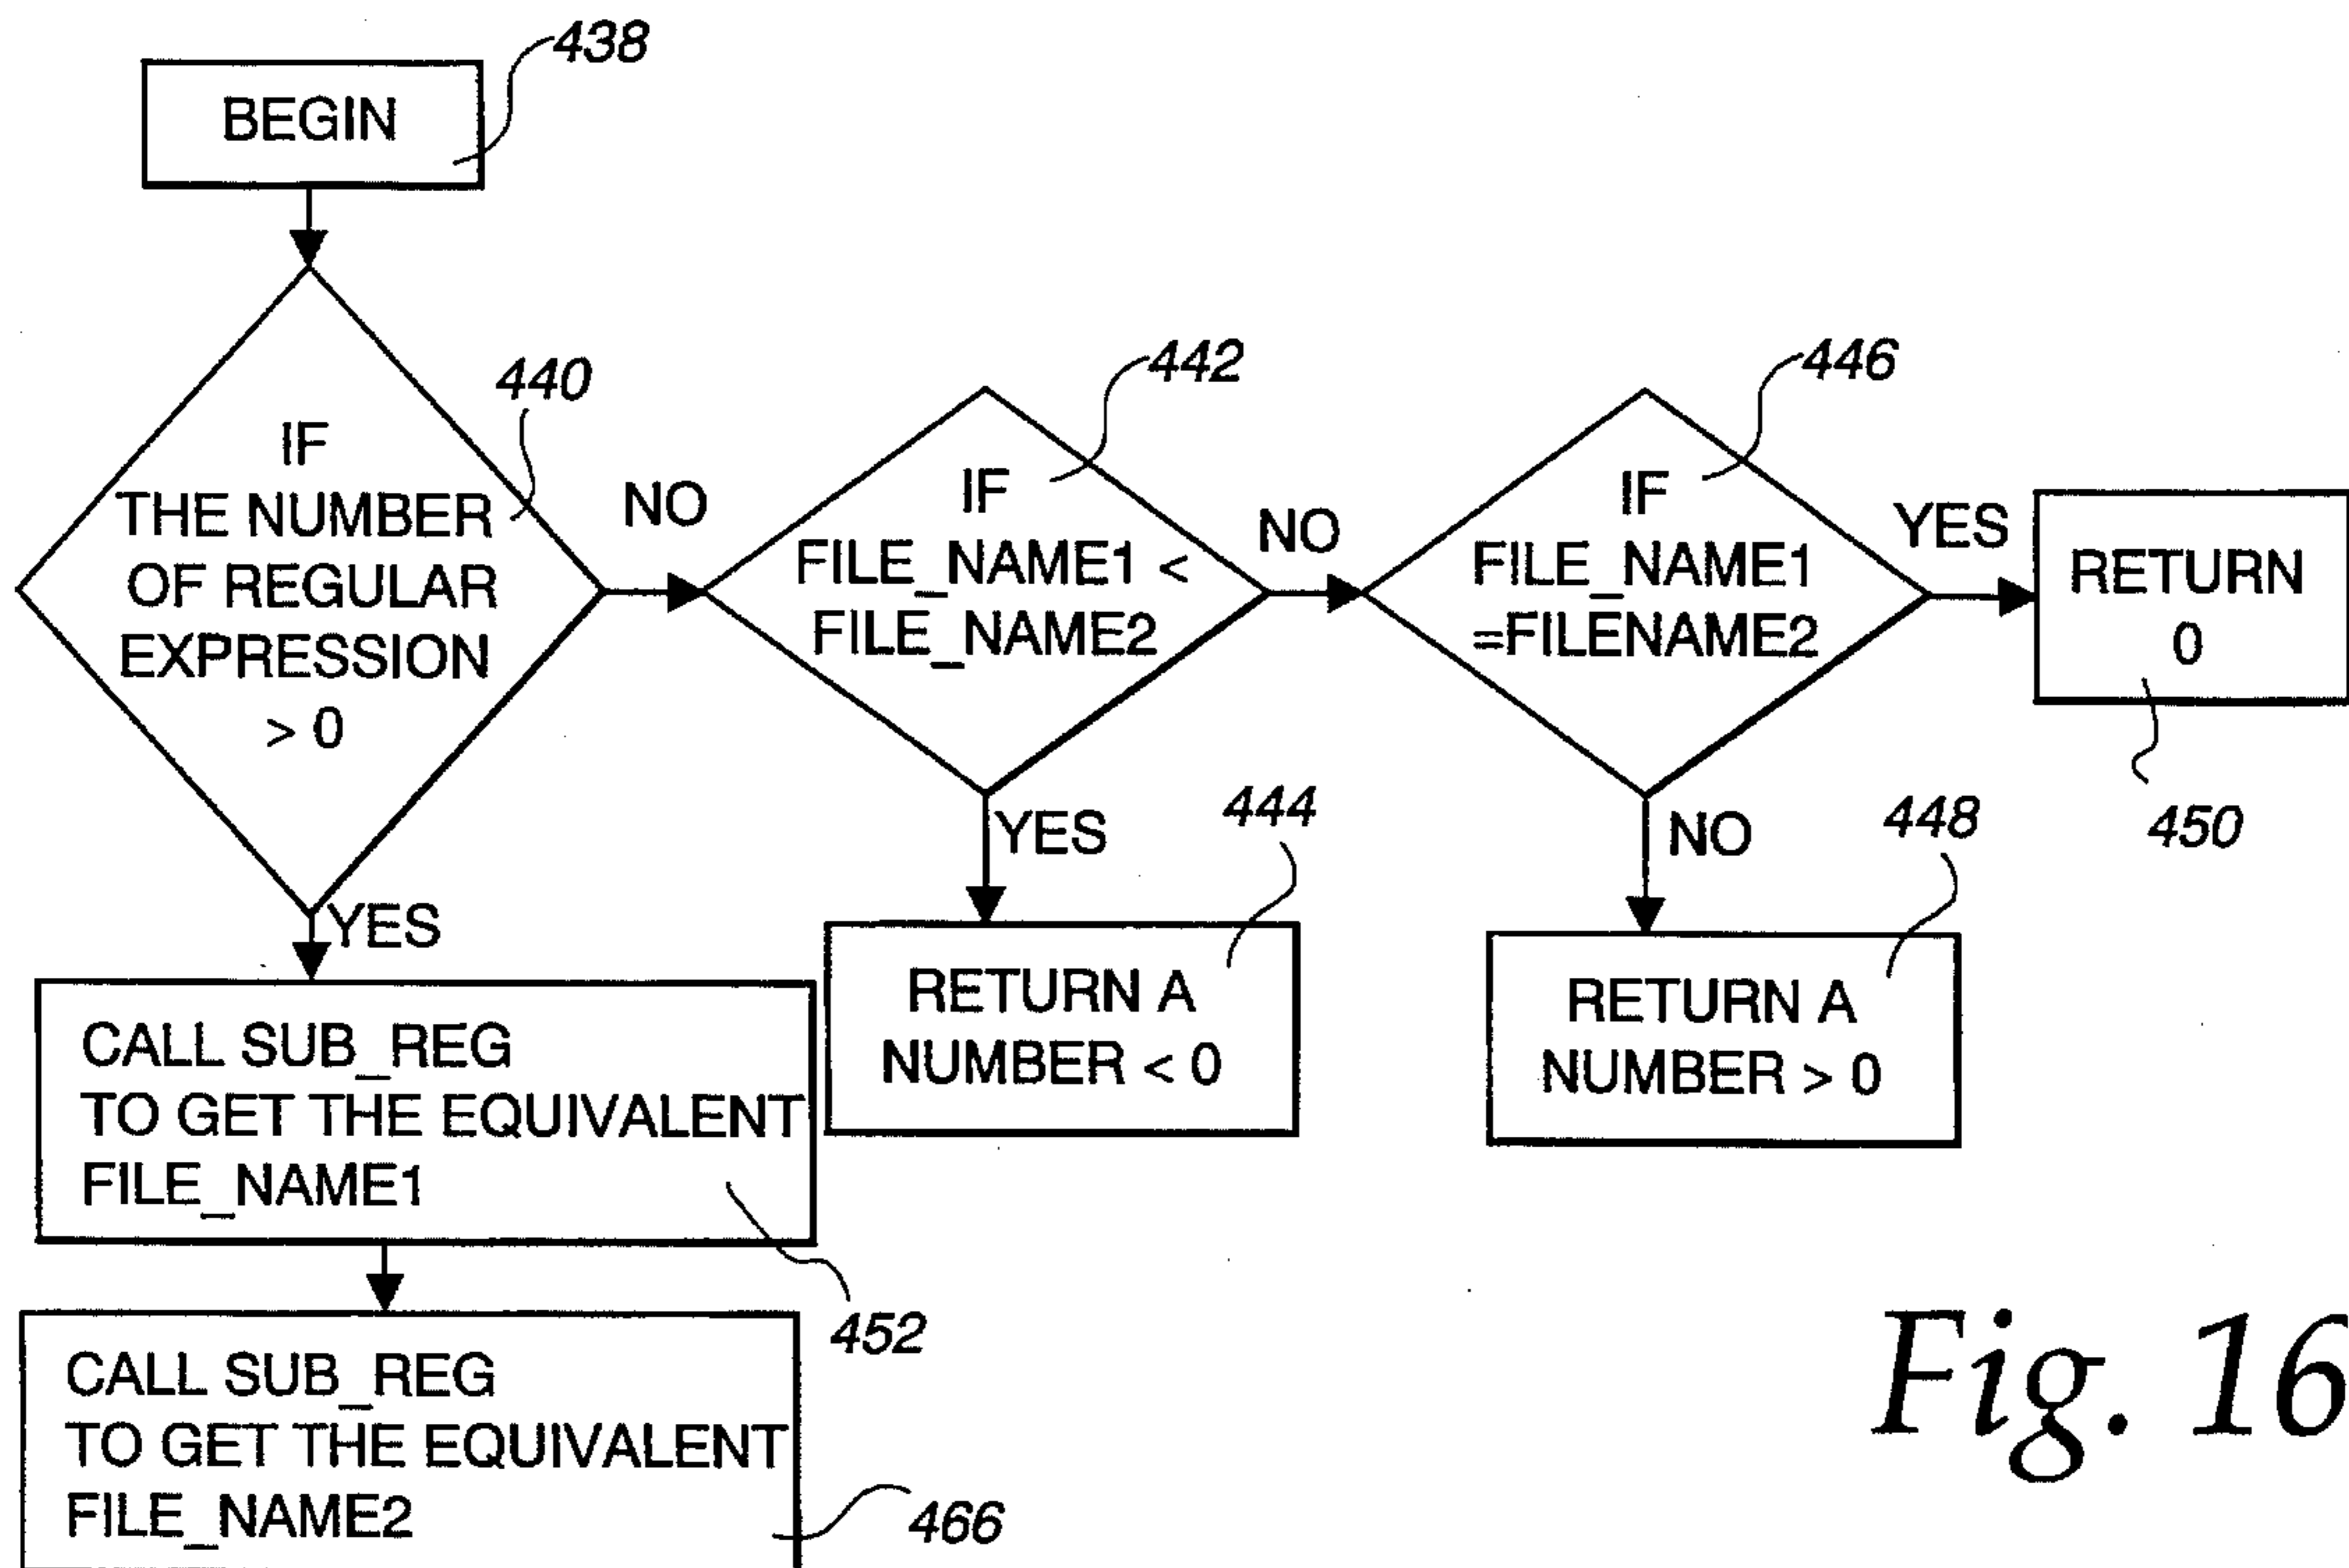 438
BEGIN
440
IF
THE NUMBER
OF REGULAR
EXPRESSION
> 0
NO
YES
442
IF
FILE_NAME1 <
FILE_NAME2
NO
YES
446
IF
FILE_NAME1
=FILENAME2
YES
NO
RETURN
0
450
444
RETURN A
NUMBER < 0
448
RETURN A
NUMBER > 0
CALL SUB_REG
TO GET THE EQUIVALENT
FILE_NAME1
452
CALL SUB_REG
TO GET THE EQUIVALENT
FILE_NAME2
466
Fig. 16